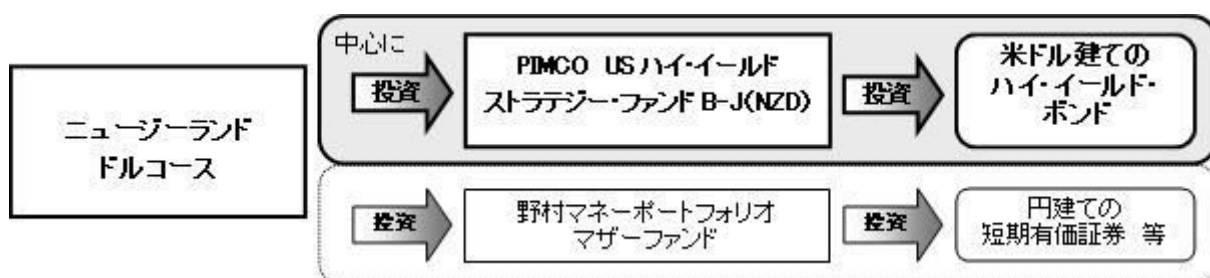 ニュージーランド
ドルコース
中心に
投資
PIMCO USハイ・イールド
ストラテジー・ファンドB-J(NZD)
投資
米ドル建ての
ハイ・イールド・
ボンド
投資
野村マネーポートフォリオ
マザーファンド
投資
円建ての
短期有価証券 等